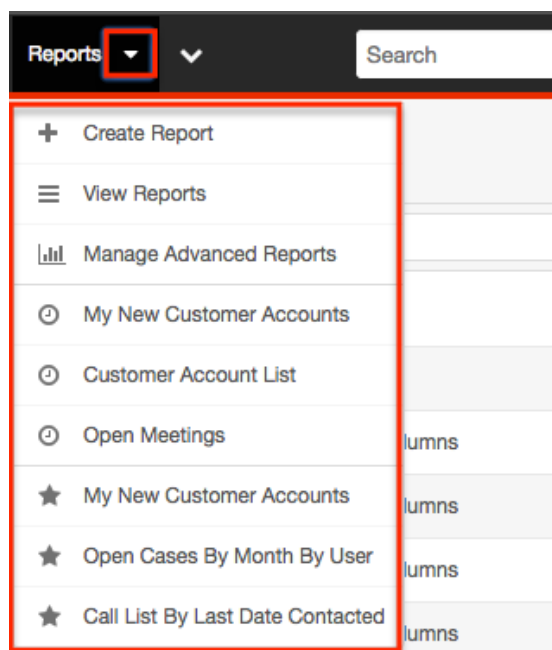 Reports
Search
Create Report
View Reports
Manage Advanced Reports
My New Customer Accounts
Customer Account List
Open Meetings
lumns
My New Customer Accounts
lumns
Open Cases By Month By User
lumns
Call List By Last Date Contacted
lumns